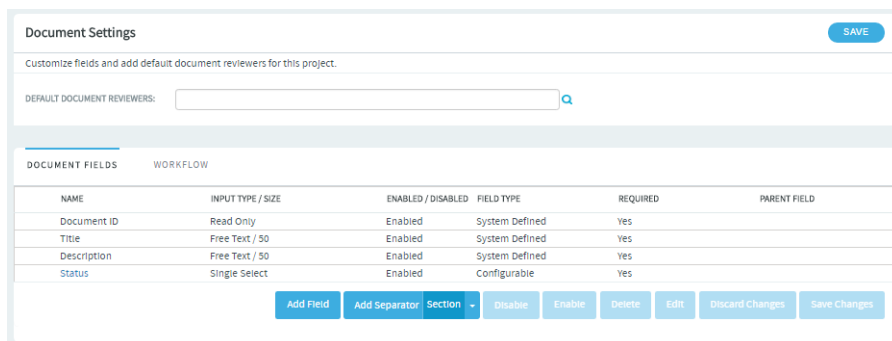 Document Settings
SAVE
Customize fields and add default document reviewers for this project.
DEFAULT DOCUMENT REVIEWERS:
DOCUMENT FIELDS WORKFLOW
NAME INPUT TYPE / SIZE ENABLED / DISABLED FIELD TYPE REQUIRED PARENT FIELD
Document ID Read Only Enabled System Defined Yes
Title Free Text / 50 Enabled System Defined Yes
Description Free Text / 50 Enabled System Defined Yes
Status Single Select Enabled Configurable Yes
Add Field Add Separator Section Disable Enable Delete Edit Discard Changes Save Changes